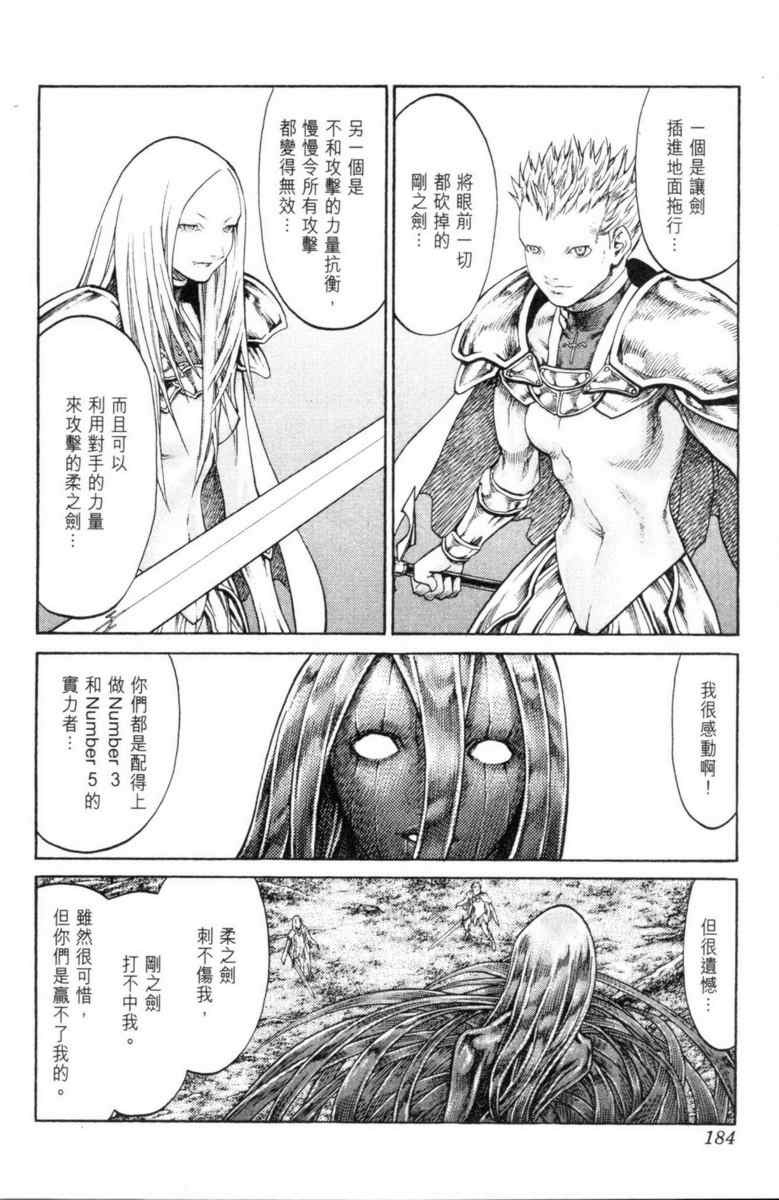 一個是讓劍
插進地面拖行…
將眼前一切
都砍掉的
剛之劍…
另一個是
不和攻擊的力量抗衡，
慢慢令所有攻擊
都變得無效…
而且可以
利用對手的力量
來攻擊的柔之劍…
我很感動啊！
你們都是配得上
做Number 3
和Number 5的
實力者…
但很遺憾…
柔之劍
刺不傷我，
剛之劍
打不中我。
雖然很可惜，
但你們是贏不了我的。
184